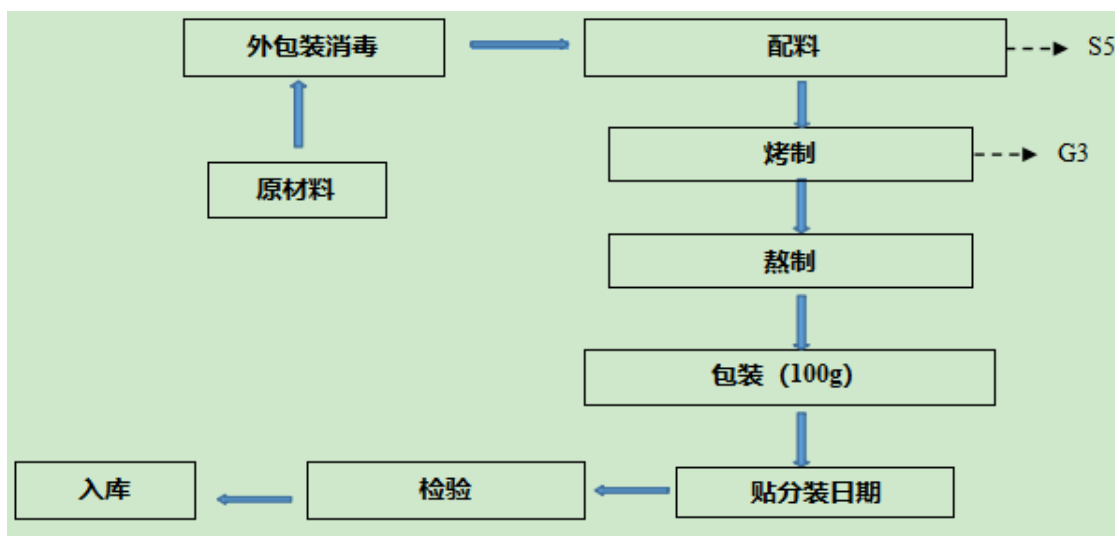 外包装消毒
配料
S5
烤制
G3
原材料
熬制
包装（100g）
入库
检验
贴分装日期